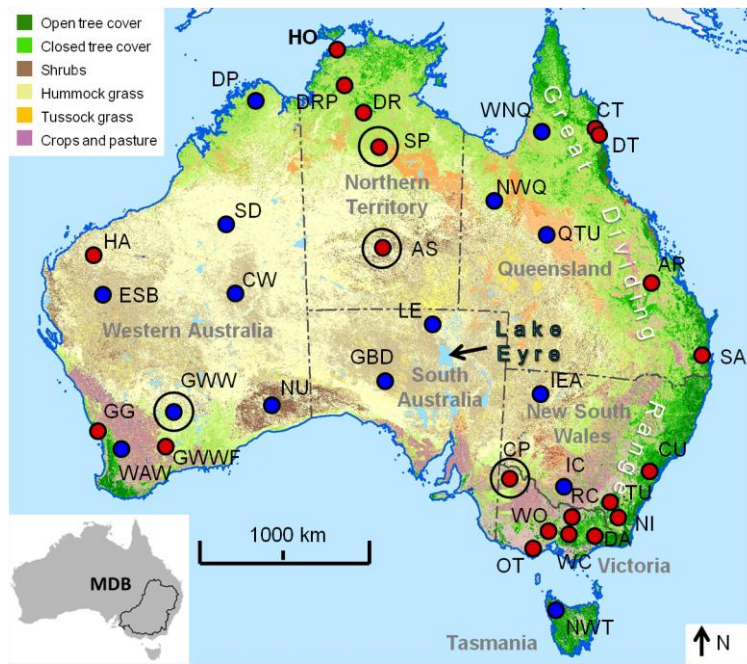 Open tree cover
Closed tree cover
Shrubs
Hummock grass
Tussock grass
Crops and pasture
HO
DP
DRP
DR
SP
WNQ
CT
DT
Great Dividing Range
Northern
Territory
NWQ
SD
HA
AS
QTU
Queensland
AR
ESB
CW
Western Australia
LE
Lake
Eyre
GBD
South
Australia
SA
GWW
NU
IEA
New South
Wales
GG
WAW
GWWF
CP
IC
CU
RC
TU
WO
NI
DA
OT
WC
Victoria
1000 km
MDB
NWT
Tasmania
N